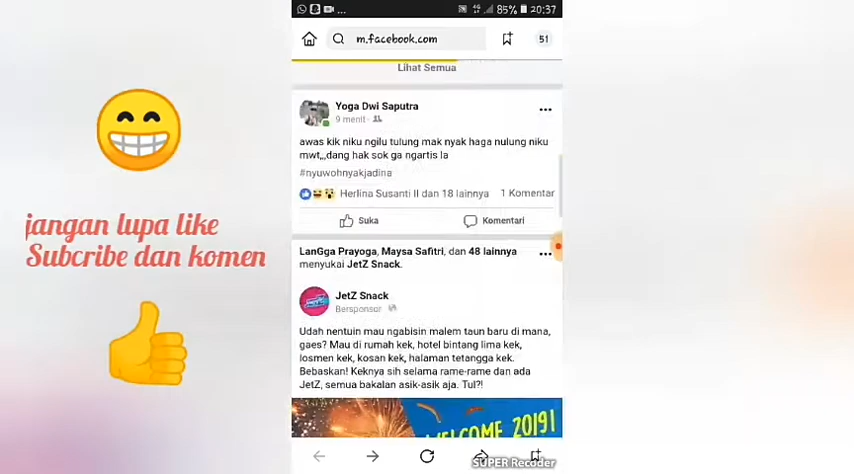 ... 85% 20:37
m.facebook.com 51
Lihat Semua
Yoga Dwi Saputra
9 menit
awas kik niku ngilu tulung mak nyak haga nulung niku
mwt,,,dang hak sok ga ngartis la
#nyuwohnyakjadina
Herlina Susanti II dan 18 lainnya 1 Komentar
Suka Komentari
LanGga Prayoga, Maysa Safitri, dan 48 lainnya
menyukai JetZ Snack.
JetZ Snack
Bersponsor
Udah nentuin mau ngabisin malem taun baru di mana,
gaes? Mau di rumah kek, hotel bintang lima kek,
losmen kek, kosan kek, halaman tetangga kek.
Bebaskan! Keknya sih selama rame-rame dan ada
JetZ, semua bakalan asik-asik aja. Tul?!
WELCOME 2019!
SUPER Recorder
jangan lupa like
Subcribe dan komen